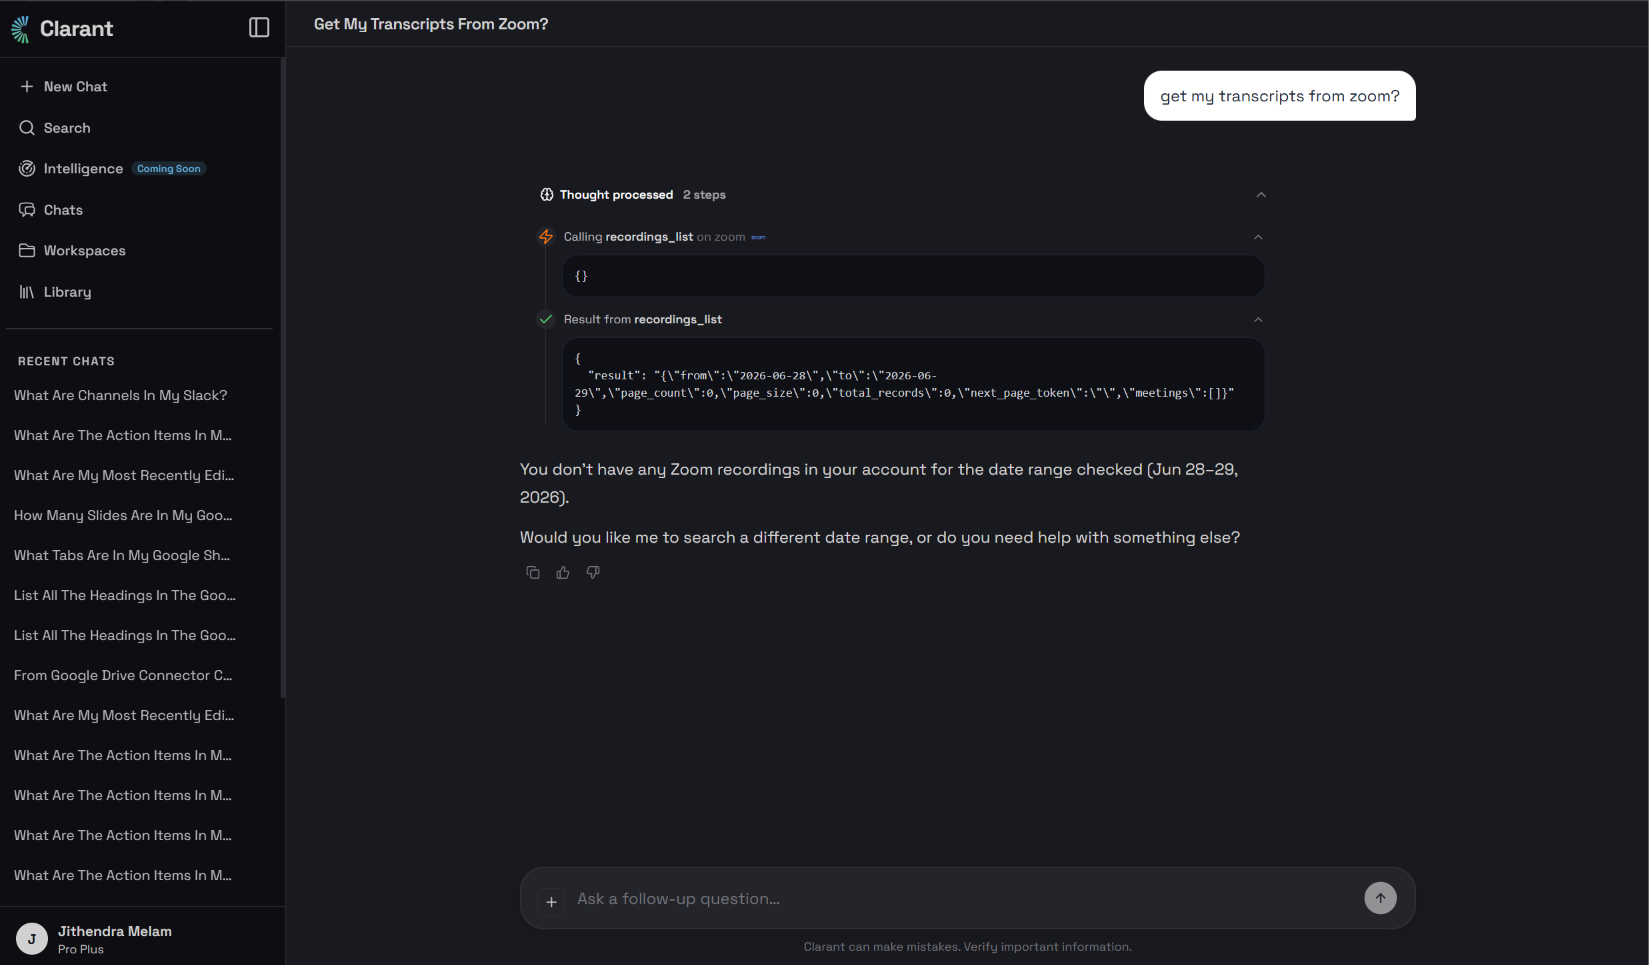 Clarant
New Chat
Search
Intelligence Coming Soon
Chats
Workspaces
Library
RECENT CHATS
What Are Channels In My Slack?
What Are The Action Items In M...
What Are My Most Recently Edi...
How Many Slides Are In My Goo...
What Tabs Are In My Google Sh...
List All The Headings In The Goo...
List All The Headings In The Goo...
From Google Drive Connector C...
What Are My Most Recently Edi...
What Are The Action Items In M...
What Are The Action Items In M...
What Are The Action Items In M...
What Are The Action Items In M...
J
Jithendra Melam
Pro Plus
Get My Transcripts From Zoom?
get my transcripts from zoom?
Thought processed 2 steps
Calling recordings_list on zoom zoom
{}
Result from recordings_list
{
"result": "{\"from\":\"2026-06-28\",\"to\":\"2026-06-
29\",\"page_count\":0,\"page_size\":0,\"total_records\":0,\"next_page_token\":\"\",\"meetings\":[]}"
}
You don't have any Zoom recordings in your account for the date range checked (Jun 28–29,
2026).
Would you like me to search a different date range, or do you need help with something else?
Ask a follow-up question...
Clarant can make mistakes. Verify important information.